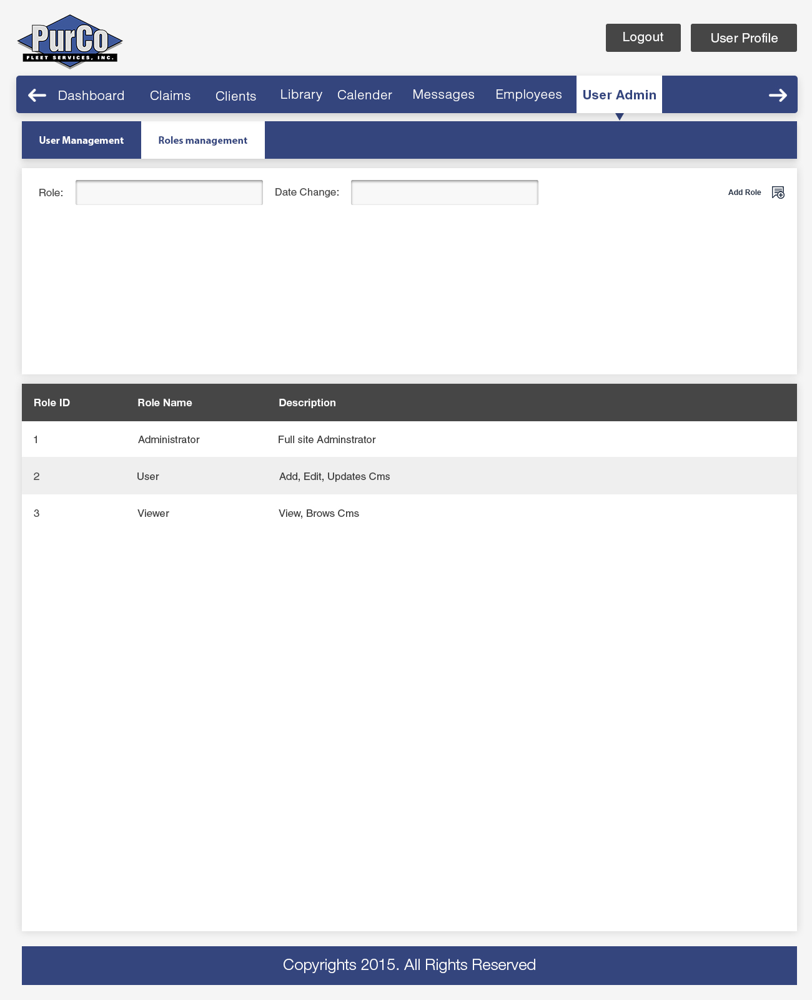 PurCo
FLEET SERVICES, INC.
Logout
User Profile
Dashboard Claims Clients Library Calender Messages Employees User Admin
User Management Roles management
Role: Date Change: Add Role
Role ID Role Name Description
1 Administrator Full site Adminstrator
2 User Add, Edit, Updates Cms
3 Viewer View, Brows Cms
Copyrights 2015. All Rights Reserved